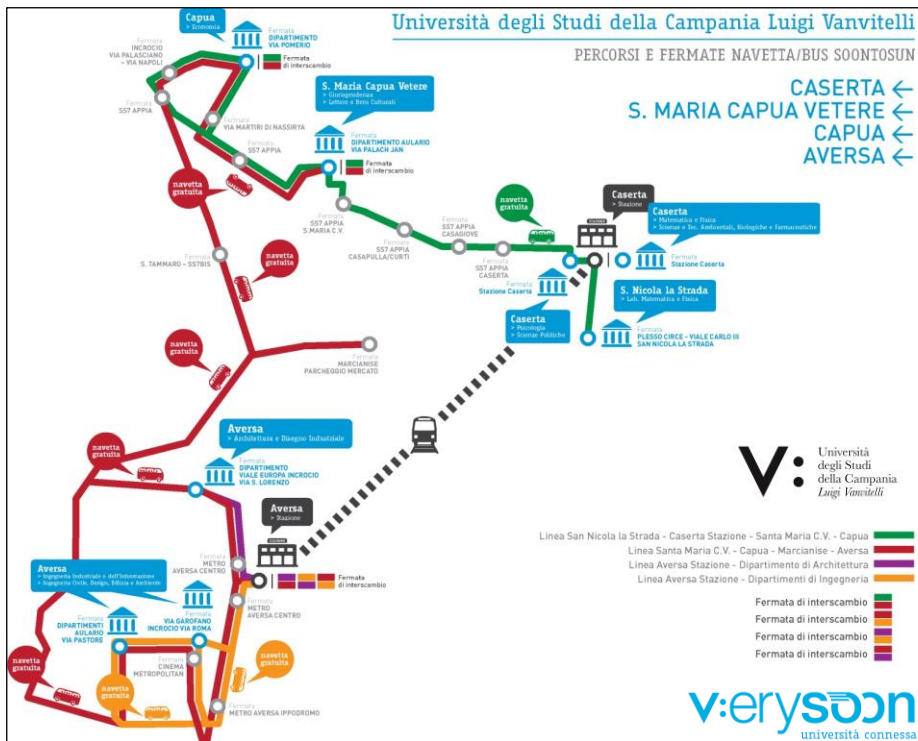 Università degli Studi della Campania Luigi Vanvitelli
PERCORSI E FERMATE NAVETTA/BUS SOONTOSUN
CASERTA ←
S. MARIA CAPUA VETERE ←
CAPUA ←
AVERSA ←
Capua
> Economia
Fermata
DIPARTIMENTO
VIA POMERIO
Fermata
di interscambio
Fermata
INCROCIO
VIA PALASCIANO
- VIA NAPOLI
Fermata
SS7 APPIA
Fermata
VIA MARTIRI DI NASSIRYA
Fermata
SS7 APPIA
S. Maria Capua Vetere
> Giurisprudenza
> Lettere e Beni Culturali
Fermata
DIPARTIMENTO AULARIO
VIA PALACH JAN
Fermata
di interscambio
navetta
gratuita
Fermata
SS7 APPIA
S.MARIA C.V.
Fermata
SS7 APPIA
CASAPULLA/CURTI
Fermata
SS7 APPIA
CASAGIOVE
Fermata
SS7 APPIA
CASERTA
navetta
gratuita
Caserta
> Stazione
Caserta
> Matematica e Fisica
> Scienze e Tec. Ambientali, Biologiche e Farmaceutiche
Fermata
Stazione Caserta
Fermata
Stazione Caserta
Caserta
> Psicologia
> Scienze Politiche
S. Nicola la Strada
> Lab. Matematica e Fisica
Fermata
PLESSO CIRCE - VIALE CARLO III
SAN NICOLA LA STRADA
navetta
gratuita
Fermata
S. TAMMARO - SS7BIS
navetta
gratuita
Fermata
MARCIANISE
PARCHEGGIO MERCATO
navetta
gratuita
Aversa
> Architettura e Disegno Industriale
Fermata
DIPARTIMENTO
VIALE EUROPA INCROCIO
VIA S. LORENZO
Aversa
> Stazione
Fermata
METRO
AVERSA CENTRO
Fermata
di interscambio
Fermata
METRO
AVERSA CENTRO
Aversa
> Ingegneria Industriale e dell'Informazione
> Ingegneria Civile, Design, Edilizia e Ambiente
Fermata
DIPARTIMENTI
AULARIO
VIA PASTORE
Fermata
VIA GAROFANO
INCROCIO VIA ROMA
Fermata
CINEMA
METROPOLITAN
navetta
gratuita
navetta
gratuita
navetta
gratuita
Fermata
METRO AVERSA IPPODROMO
Università
degli Studi
della Campania
Luigi Vanvitelli
Linea San Nicola la Strada - Caserta Stazione - Santa Maria C.V. - Capua
Linea Santa Maria C.V. - Capua - Marcianise - Aversa
Linea Aversa Stazione - Dipartimento di Architettura
Linea Aversa Stazione - Dipartimenti di Ingegneria
Fermata di interscambio
Fermata di interscambio
Fermata di interscambio
Fermata di interscambio
v:erysoon
università connessa